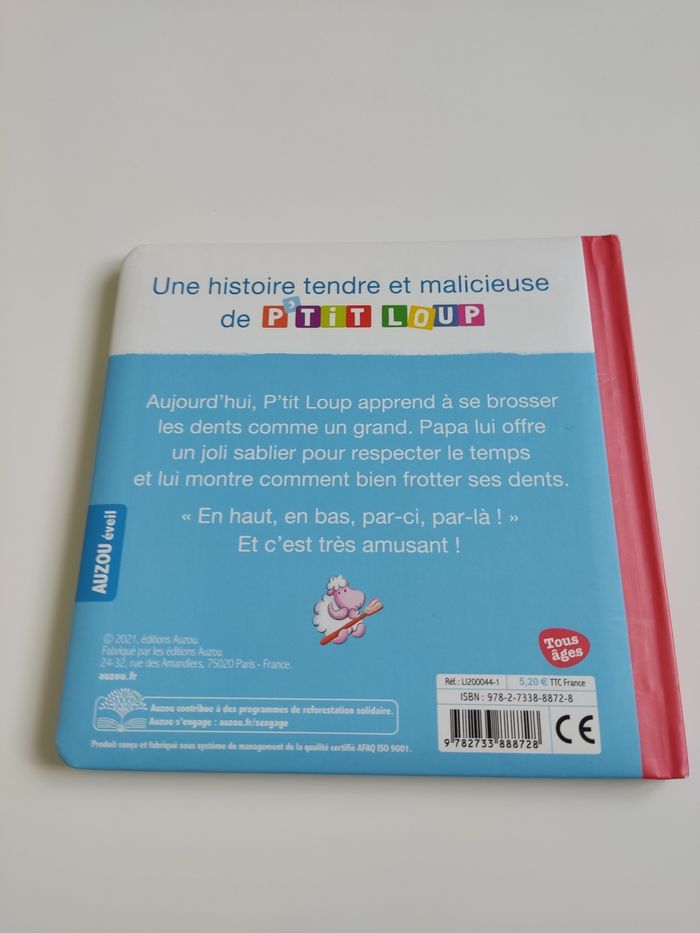 Une histoire tendre et malicieuse
de P'TiT LOUP
Aujourd'hui, P'tit Loup apprend à se brosser
les dents comme un grand. Papa lui offre
un joli sablier pour respecter le temps
et lui montre comment bien frotter ses dents.
« En haut, en bas, par-ci, par-là ! »
Et c'est très amusant !
AUZOU éveil
© 2021, éditions Auzou.
Fabriqué par les éditions Auzou
24-32, rue des Amandiers, 75020 Paris - France.
auzou.fr
Auzou contribue à des programmes de reforestation solidaire.
Auzou s'engage : auzou.fr/sengage
Produit conçu et fabriqué sous système de management de la qualité certifié AFAQ ISO 9001.
Tous
âges
Réf.: LI200044-1
5,20 € TTC France
ISBN : 978-2-7338-8872-8
9 782733 888728
CE